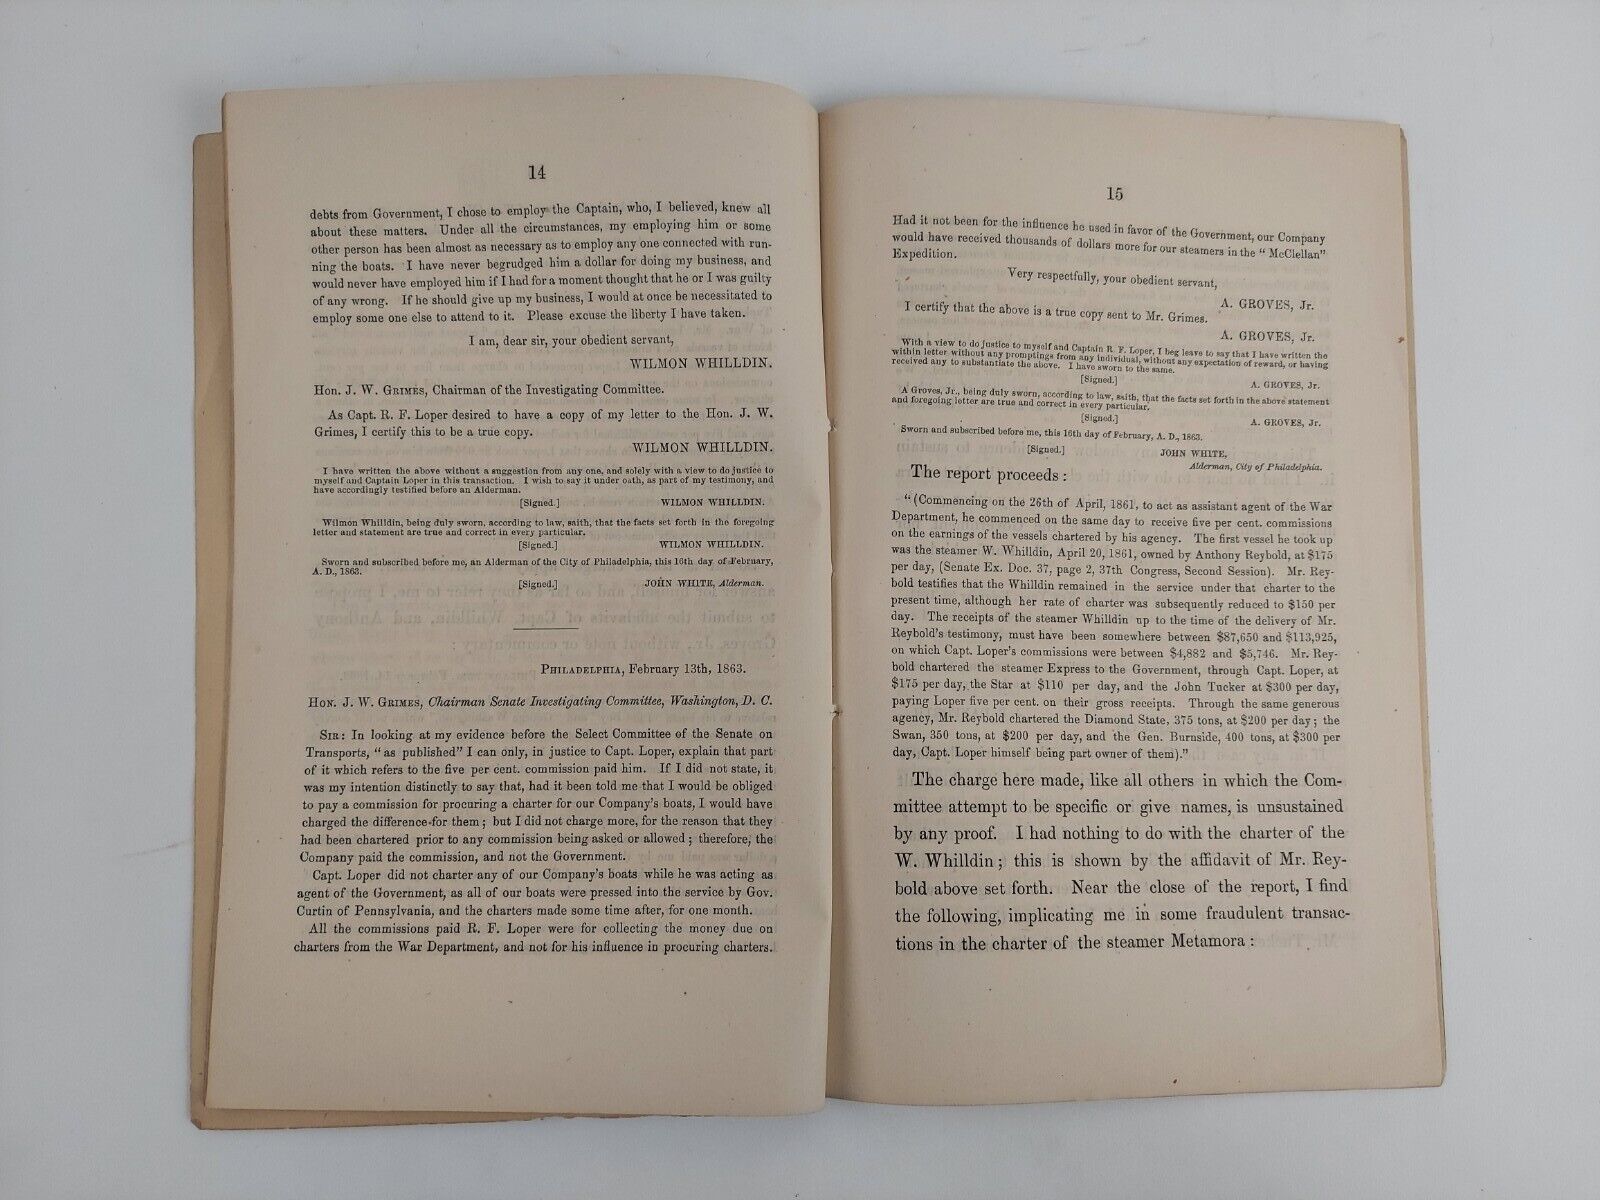 14
debts from Government, I chose to employ the Captain, who, I believed, knew all
about these matters. Under all the circumstances, my employing him or some
other person has been almost as necessary as to employ any one connected with run-
ning the boats. I have never begrudged him a dollar for doing my business, and
would never have employed him if I had for a moment thought that he or I was guilty
of any wrong. If he should give up my business, I would at once be necessitated to
employ some one else to attend to it. Please excuse the liberty I have taken.
I am, dear sir, your obedient servant,
WILMON WHILLDIN.
Hon. J. W. GRIMES, Chairman of the Investigating Committee.
As Capt. R. F. Loper desired to have a copy of my letter to the Hon. J. W.
Grimes, I certify this to be a true copy.
WILMON WHILLDIN.
I have written the above without a suggestion from any one, and solely with a view to do justice to
myself and Captain Loper in this transaction. I wish to say it under oath, as part of my testimony, and
have accordingly testified before an Alderman.
[Signed.] WILMON WHILLDIN.
Wilmon Whilldin, being duly sworn, according to law, saith, that the facts set forth in the foregoing
letter and statement are true and correct in every particular.
[Signed.] WILMON WHILLDIN.
Sworn and subscribed before me, an Alderman of the City of Philadelphia, this 16th day of February,
A. D., 1863.
[Signed.] JOHN WHITE, Alderman.
PHILADELPHIA, February 13th, 1863.
HON. J. W. GRIMES, Chairman Senate Investigating Committee, Washington, D. C.
SIR: In looking at my evidence before the Select Committee of the Senate on
Transports, "as published" I can only, in justice to Capt. Loper, explain that part
of it which refers to the five per cent. commission paid him. If I did not state, it
was my intention distinctly to say that, had it been told me that I would be obliged
to pay a commission for procuring a charter for our Company's boats, I would have
charged the difference for them; but I did not charge more, for the reason that they
had been chartered prior to any commission being asked or allowed; therefore, the
Company paid the commission, and not the Government.
Capt. Loper did not charter any of our Company's boats while he was acting as
agent of the Government, as all of our boats were pressed into the service by Gov.
Curtin of Pennsylvania, and the charters made some time after, for one month.
All the commissions paid R. F. Loper were for collecting the money due on
charters from the War Department, and not for his influence in procuring charters.
15
Had it not been for the influence he used in favor of the Government, our Company
would have received thousands of dollars more for our steamers in the "McClellan"
Expedition.
Very respectfully, your obedient servant,
A. GROVES, Jr.
I certify that the above is a true copy sent to Mr. Grimes.
A. GROVES, Jr.
With a view to do justice to myself and Captain R. F. Loper, I beg leave to say that I have written the
within letter without any promptings from any individual, without any expectation of reward, or having
received any to substantiate the above. I have sworn to the same.
[Signed.] A. GROVES, Jr.
A Groves, Jr., being duly sworn, according to law, saith, that the facts set forth in the above statement
and foregoing letter are true and correct in every particular.
[Signed.] A. GROVES, Jr.
Sworn and subscribed before me, this 16th day of February, A. D., 1863.
[Signed.] JOHN WHITE,
Alderman, City of Philadelphia.
The report proceeds:
"(Commencing on the 26th of April, 1861, to act as assistant agent of the War
Department, he commenced on the same day to receive five per cent. commissions
on the earnings of the vessels chartered by his agency. The first vessel he took up
was the steamer W. Whilldin, April 20, 1861, owned by Anthony Reybold, at $175
per day, (Senate Ex. Doc. 37, page 2, 37th Congress, Second Session). Mr. Rey-
bold testifies that the Whilldin remained in the service under that charter to the
present time, although her rate of charter was subsequently reduced to $150 per
day. The receipts of the steamer Whilldin up to the time of the delivery of Mr.
Reybold's testimony, must have been somewhere between $87,650 and $113,925,
on which Capt. Loper's commissions were between $4,882 and $5,746. Mr. Rey-
bold chartered the steamer Express to the Government, through Capt. Loper, at
$175 per day, the Star at $110 per day, and the John Tucker at $300 per day,
paying Loper five per cent. on their gross receipts. Through the same generous
agency, Mr. Reybold chartered the Diamond State, 375 tons, at $200 per day; the
Swan, 350 tons, at $200 per day, and the Gen. Burnside, 400 tons, at $300 per
day, Capt. Loper himself being part owner of them)."
The charge here made, like all others in which the Com-
mittee attempt to be specific or give names, is unsustained
by any proof. I had nothing to do with the charter of the
W. Whilldin; this is shown by the affidavit of Mr. Rey-
bold above set forth. Near the close of the report, I find
the following, implicating me in some fraudulent transac-
tions in the charter of the steamer Metamora: